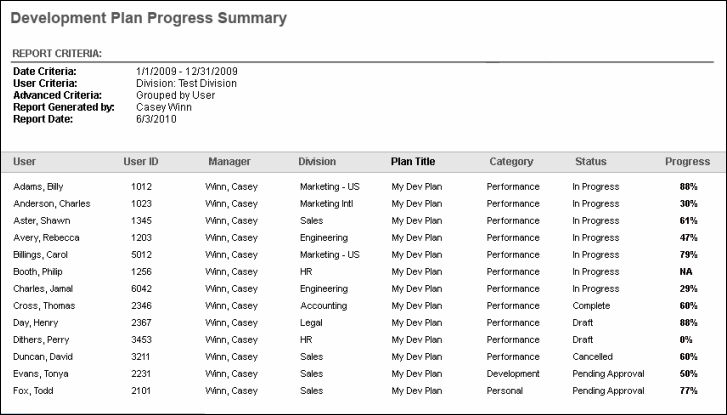 Development Plan Progress Summary
REPORT CRITERIA:
Date Criteria: 1/1/2009 - 12/31/2009
User Criteria: Division: Test Division
Advanced Criteria: Grouped by User
Report Generated by: Casey Winn
Report Date: 6/3/2010
User User ID Manager Division Plan Title Category Status Progress
Adams, Billy 1012 Winn, Casey Marketing - US My Dev Plan Performance In Progress 88%
Anderson, Charles 1023 Winn, Casey Marketing Intl My Dev Plan Performance In Progress 30%
Aster, Shawn 1345 Winn, Casey Sales My Dev Plan Performance In Progress 61%
Avery, Rebecca 1203 Winn, Casey Engineering My Dev Plan Performance In Progress 47%
Billings, Carol 5012 Winn, Casey Marketing - US My Dev Plan Performance In Progress 79%
Booth, Philip 1256 Winn, Casey HR My Dev Plan Performance In Progress NA
Charles, Jamal 6042 Winn, Casey Engineering My Dev Plan Performance In Progress 29%
Cross, Thomas 2346 Winn, Casey Accounting My Dev Plan Performance Complete 60%
Day, Henry 2367 Winn, Casey Legal My Dev Plan Performance Draft 88%
Dithers, Perry 3453 Winn, Casey HR My Dev Plan Performance Draft 0%
Duncan, David 3211 Winn, Casey Sales My Dev Plan Performance Cancelled 60%
Evans, Tonya 2231 Winn, Casey Sales My Dev Plan Development Pending Approval 50%
Fox, Todd 2101 Winn, Casey Sales My Dev Plan Personal Pending Approval 77%